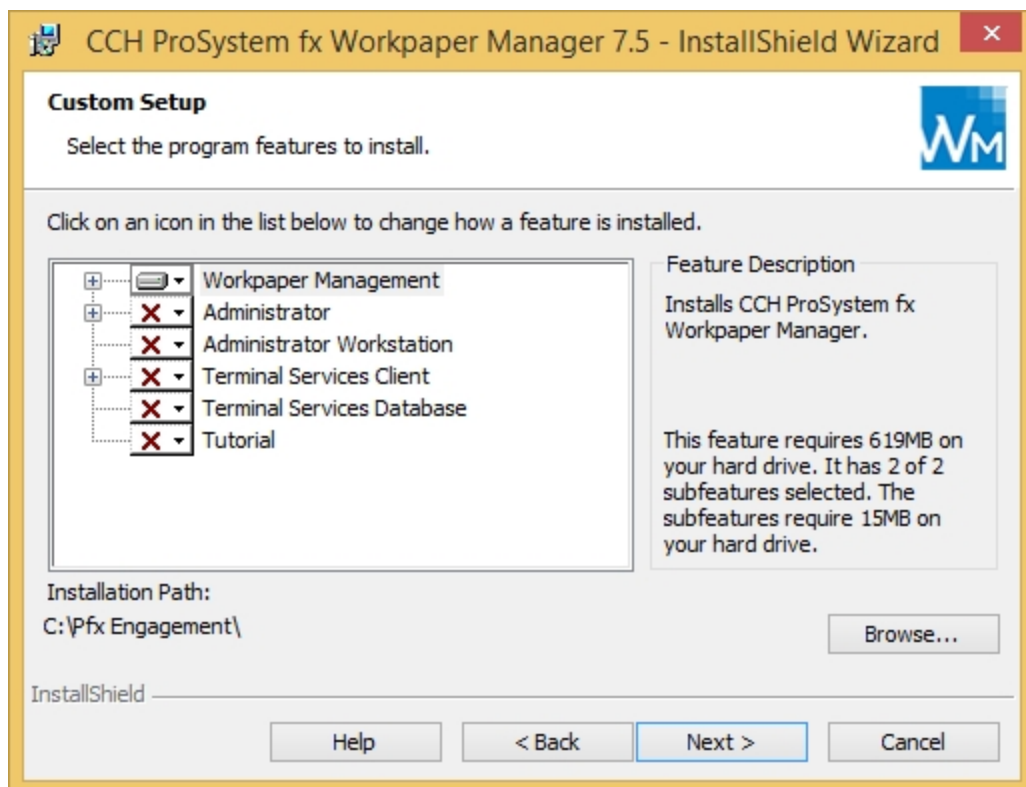 CCH ProSystem fx Workpaper Manager 7.5 - InstallShield Wizard
Custom Setup
Select the program features to install.
WM
Click on an icon in the list below to change how a feature is installed.
Workpaper Management
Administrator
Administrator Workstation
Terminal Services Client
Terminal Services Database
Tutorial
Feature Description
Installs CCH ProSystem fx
Workpaper Manager.
This feature requires 619MB on
your hard drive. It has 2 of 2
subfeatures selected. The
subfeatures require 15MB on
your hard drive.
Installation Path:
C:\Pfx Engagement\
Browse...
InstallShield
Help
< Back
Next >
Cancel